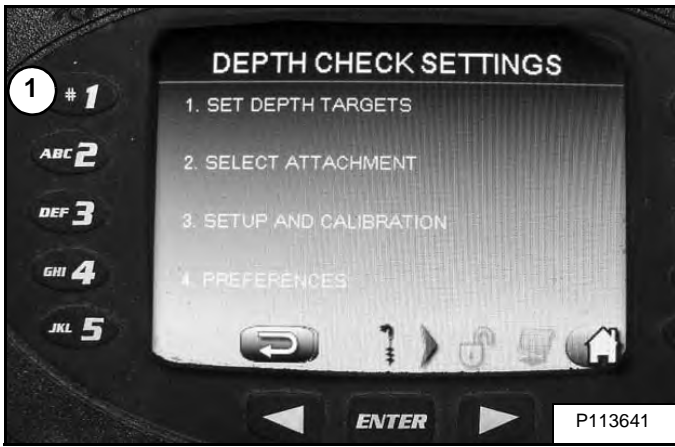 DEPTH CHECK SETTINGS
1
# 1
1. SET DEPTH TARGETS
ABC 2
2. SELECT ATTACHMENT
DEF 3
3. SETUP AND CALIBRATION
GHI 4
4. PREFERENCES
JKL 5
ENTER
P113641